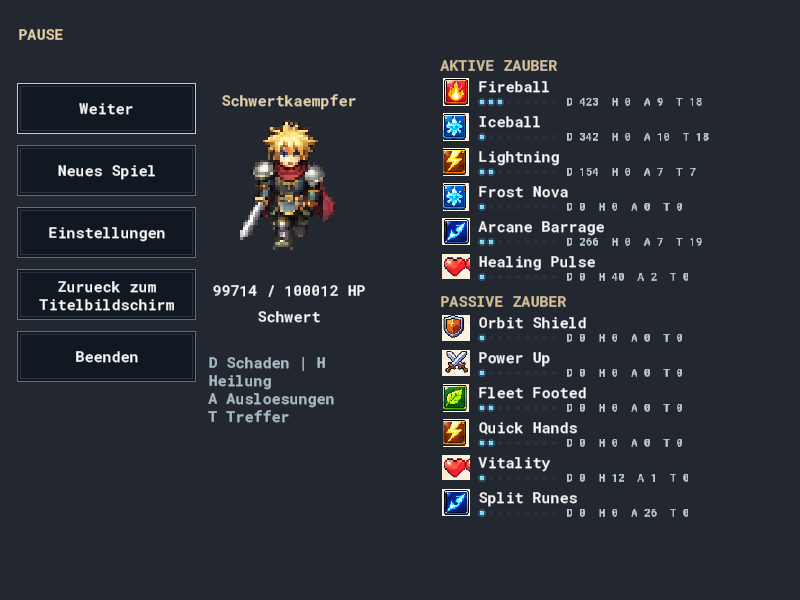 PAUSE
Weiter
Neues Spiel
Einstellungen
Zurueck zum
Titelbildschirm
Beenden
Schwertkaempfer
99714 / 100012 HP
Schwert
D Schaden | H
Heilung
A Ausloesungen
T Treffer
AKTIVE ZAUBER
Fireball
D 423 H 0 A 9 T 18
Iceball
D 342 H 0 A 10 T 18
Lightning
D 154 H 0 A 7 T 7
Frost Nova
D 0 H 0 A 0 T 0
Arcane Barrage
D 266 H 0 A 7 T 19
Healing Pulse
D 0 H 40 A 2 T 0
PASSIVE ZAUBER
Orbit Shield
D 0 H 0 A 0 T 0
Power Up
D 0 H 0 A 0 T 0
Fleet Footed
D 0 H 0 A 0 T 0
Quick Hands
D 0 H 0 A 0 T 0
Vitality
D 0 H 12 A 1 T 0
Split Runes
D 0 H 0 A 26 T 0